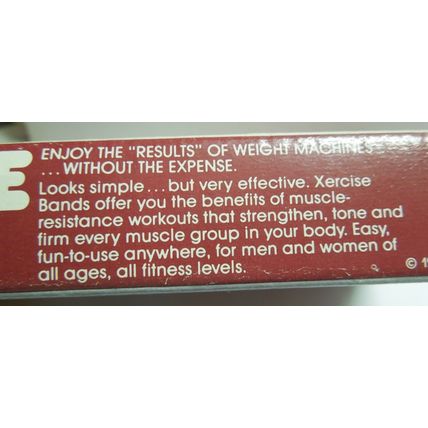 ENJOY THE "RESULTS" OF WEIGHT MACHINES
...WITHOUT THE EXPENSE.
Looks simple...but very effective. Xercise
Bands offer you the benefits of muscle-
resistance workouts that strengthen, tone and
firm every muscle group in your body. Easy,
fun-to-use anywhere, for men and women of
all ages, all fitness levels.
E
©